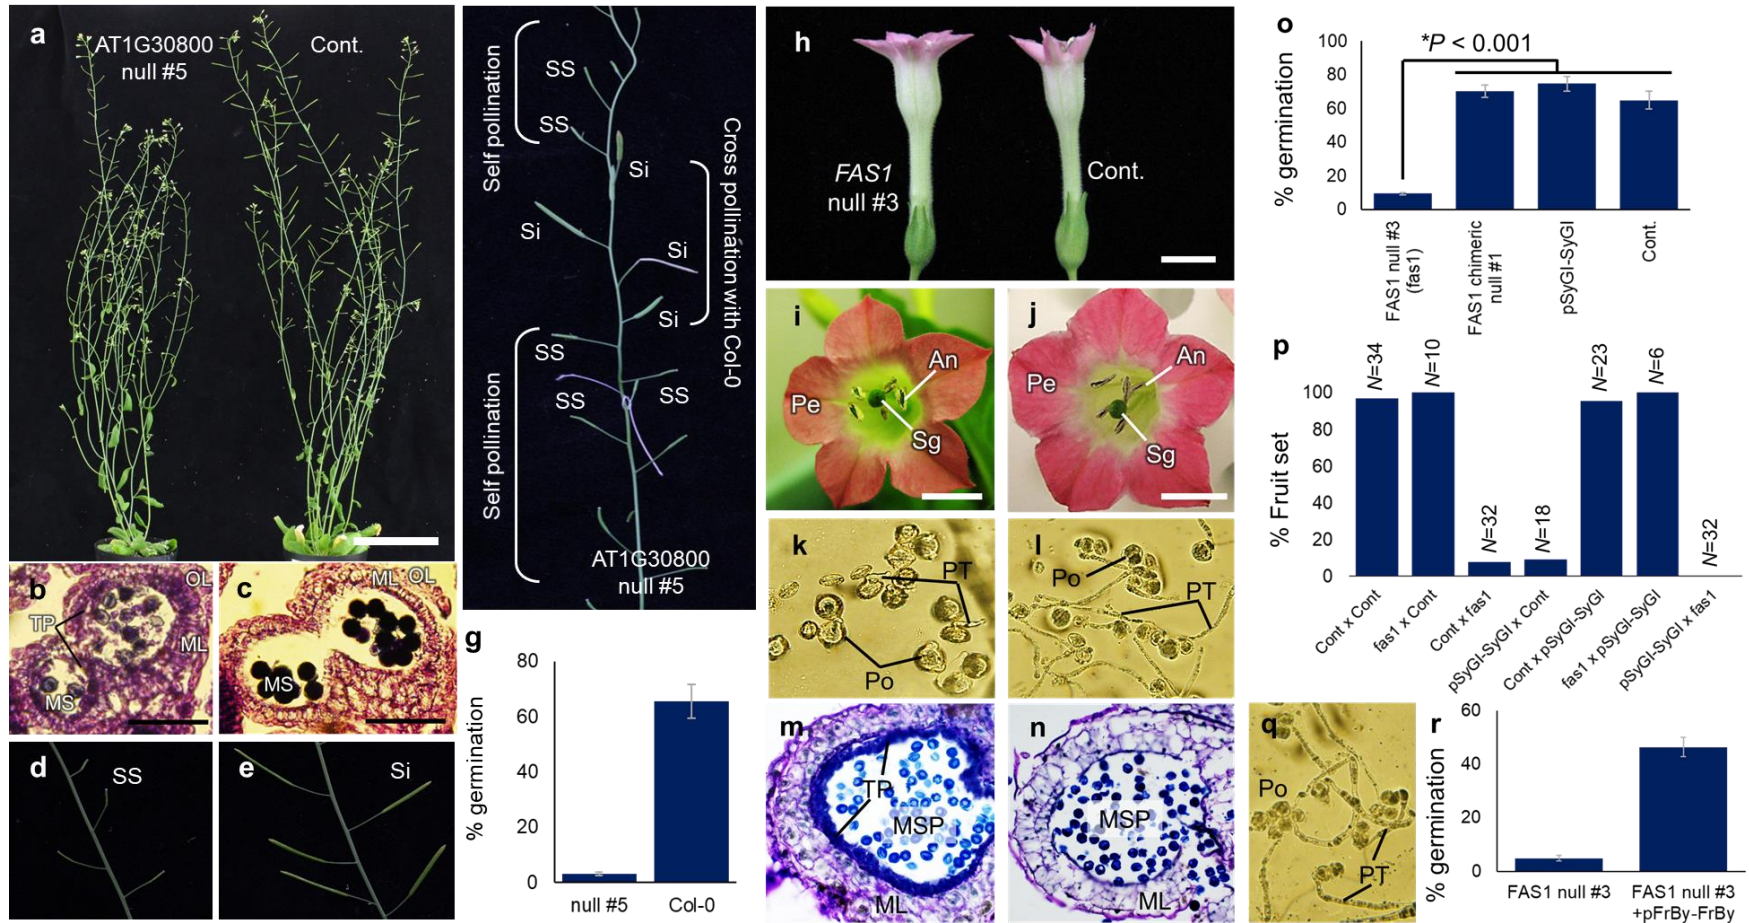 a
AT1G30800
null #5
Cont.
b
OL
TP
ML
MS
c
ML
OL
MS
d
SS
e
Si
Self pollination
SS
SS
Si
Cross pollination with Col-0
Si
Si
Si
Self pollination
SS
SS
SS
AT1G30800
null #5
g
% germination
80
60
40
20
0
null #5
Col-0
h
FAS1
null #3
Cont.
i
An
Pe
Sg
j
An
Pe
Sg
k
PT
Po
l
Po
PT
m
TP
MSP
ML
n
MSP
ML
o
% germination
100
80
60
40
20
0
*P < 0.001
FAS1 null #3
(fas1)
FAS1 chimeric
null #1
pSyGI-SyGI
Cont.
p
% Fruit set
100
80
60
40
20
0
N=34
N=10
N=32
N=18
N=23
N=6
N=32
Cont x Cont
fas1 x Cont
Cont x fas1
pSyGI-SyGI x Cont
Cont x pSyGI-SyGI
fas1 x pSyGI-SyGI
pSyGI-SyGI x fas1
q
Po
PT
r
% germination
60
40
20
0
FAS1 null #3
FAS1 null #3
+pFrBy-FrBy